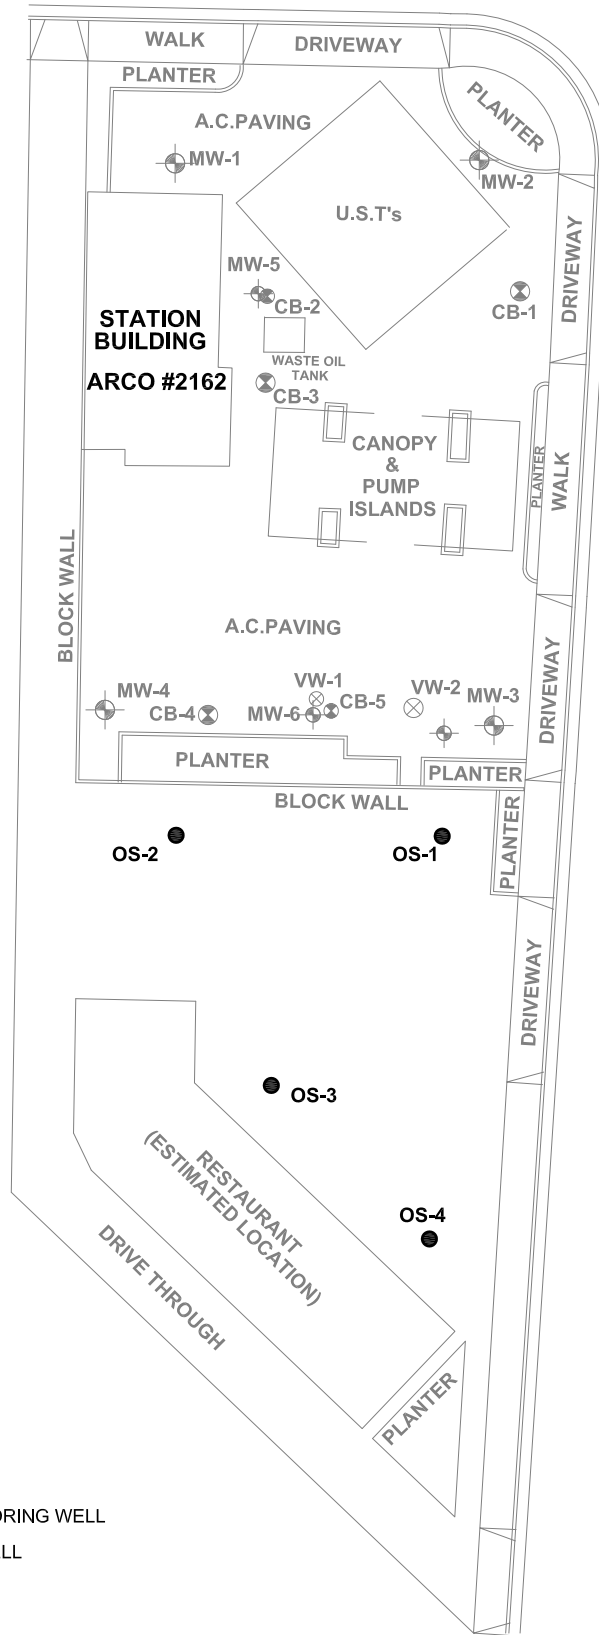 WALK
DRIVEWAY
PLANTER
PLANTER
A.C.PAVING
MW-1
MW-2
U.S.T's
DRIVEWAY
MW-5
CB-2
CB-1
STATION
BUILDING
ARCO #2162
WASTE OIL
TANK
CB-3
CANOPY
&
PUMP
ISLANDS
PLANTER
WALK
BLOCK WALL
A.C.PAVING
DRIVEWAY
MW-4
CB-4
VW-1
MW-6
CB-5
VW-2
MW-3
PLANTER
PLANTER
BLOCK WALL
PLANTER
OS-2
OS-1
DRIVEWAY
OS-3
RESTAURANT
(ESTIMATED LOCATION)
OS-4
DRIVE THROUGH
PLANTER
ORING WELL
LL